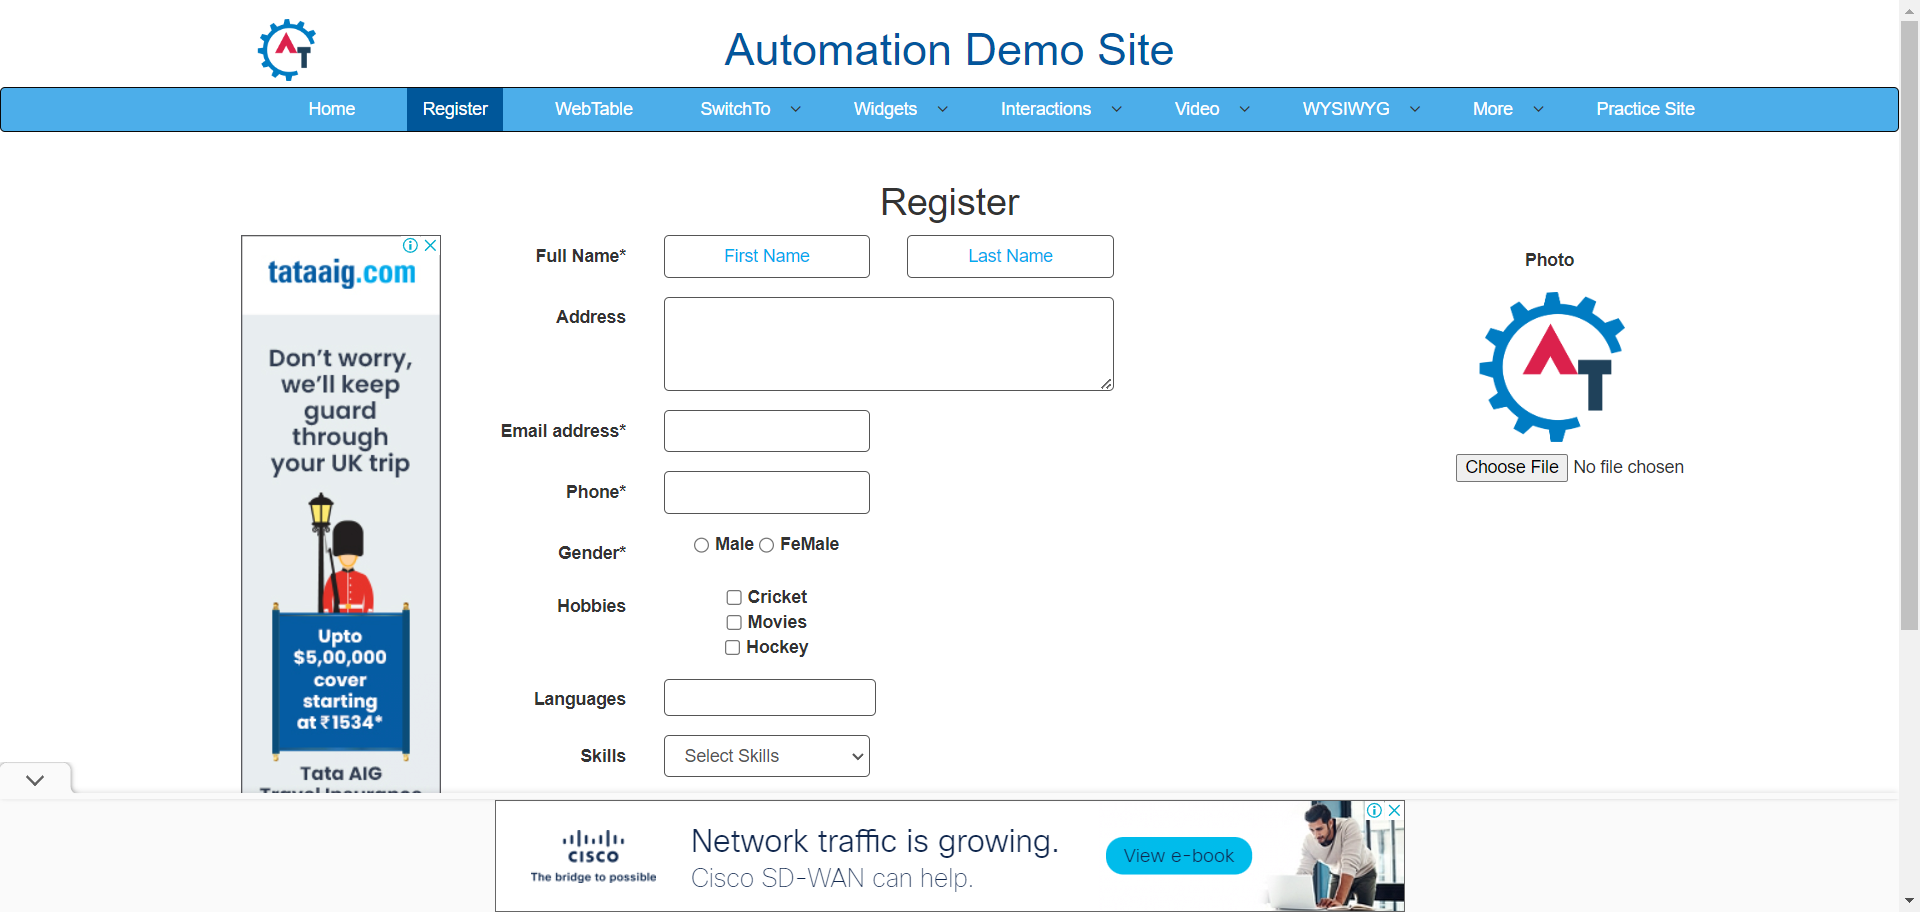 Automation Demo Site
Home Register WebTable SwitchTo Widgets Interactions Video WYSIWYG More Practice Site
Register
tataaig.com
Don't worry,
we'll keep
guard
through
your UK trip
Upto
$5,00,000
cover
starting
at ₹1534*
Tata AIG
Travel Insurance
Full Name* First Name Last Name
Address
Email address*
Phone*
Gender* Male FeMale
Hobbies
Cricket
Movies
Hockey
Languages
Skills Select Skills
Photo
AT
Choose File No file chosen
CISCO
The bridge to possible
Network traffic is growing.
Cisco SD-WAN can help.
View e-book